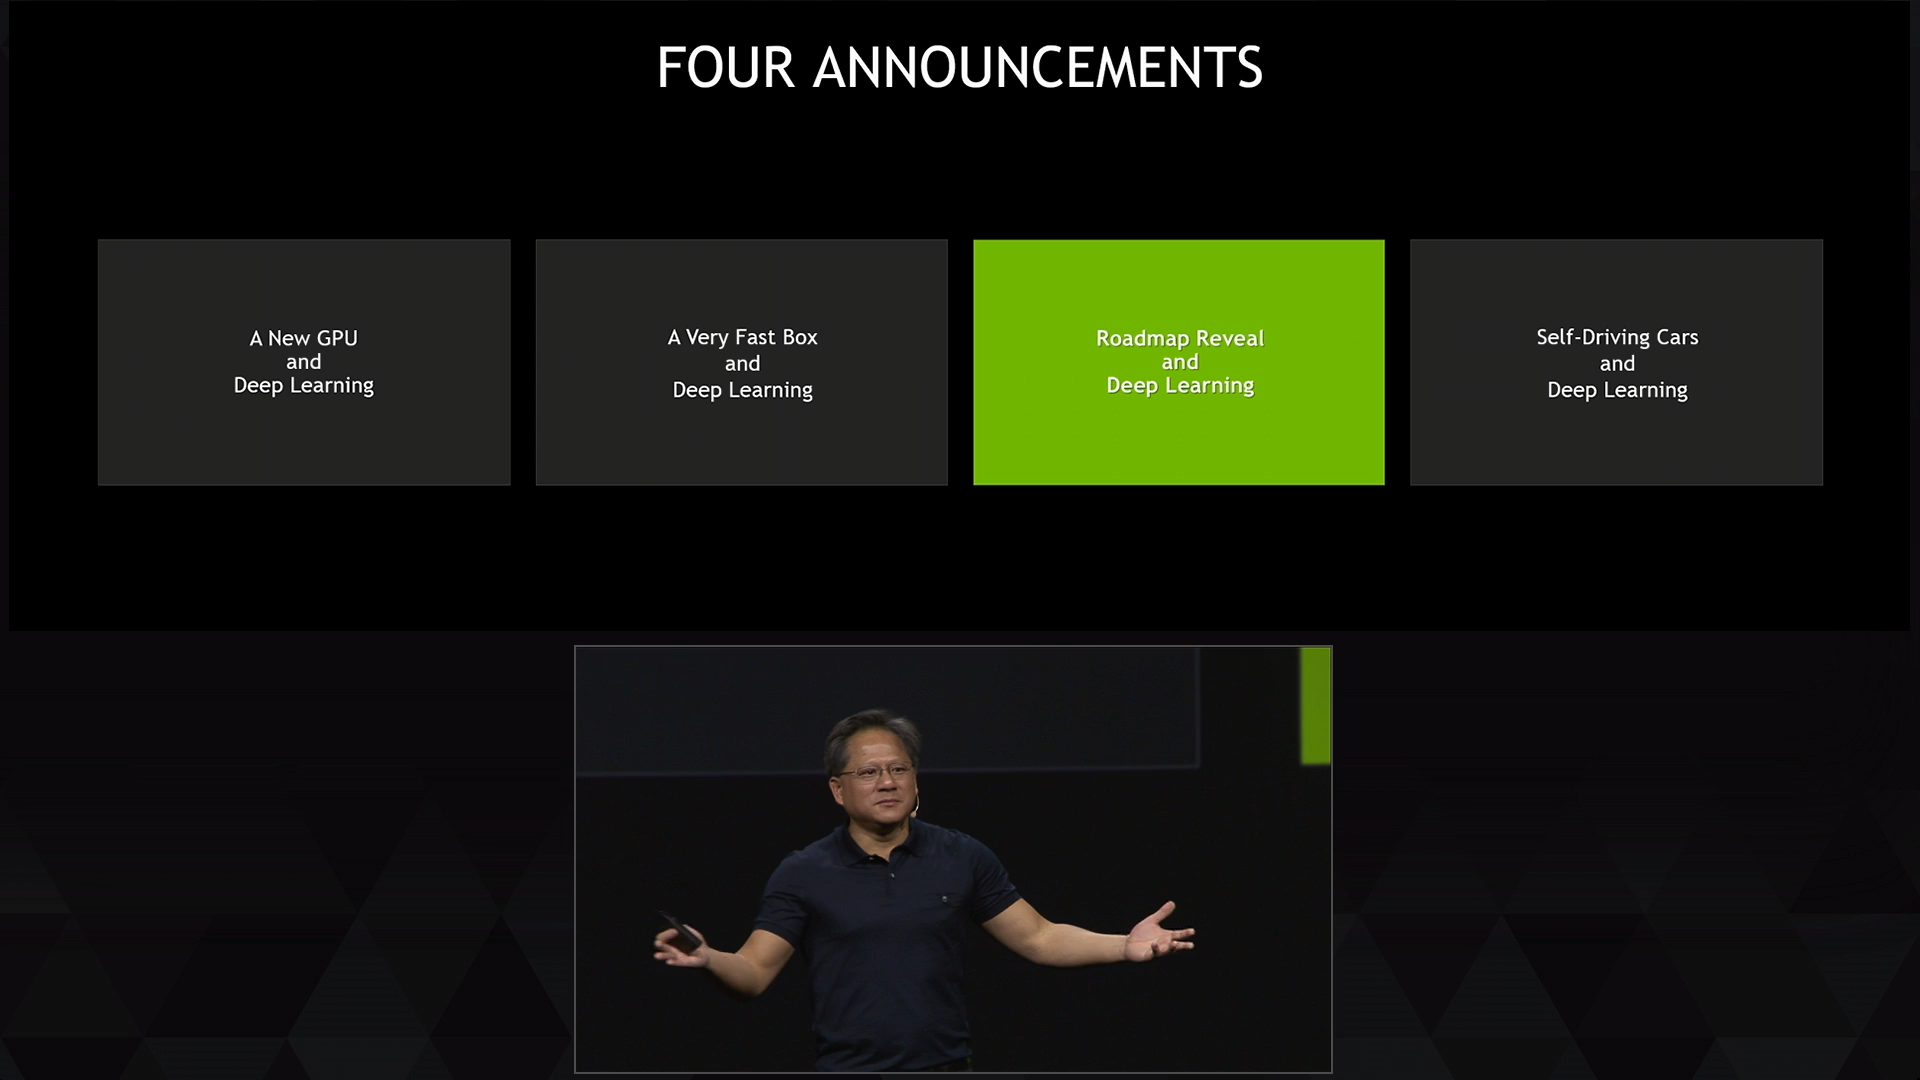 FOUR ANNOUNCEMENTS
A New GPU
and
Deep Learning
A Very Fast Box
and
Deep Learning
Roadmap Reveal
and
Deep Learning
Self-Driving Cars
and
Deep Learning